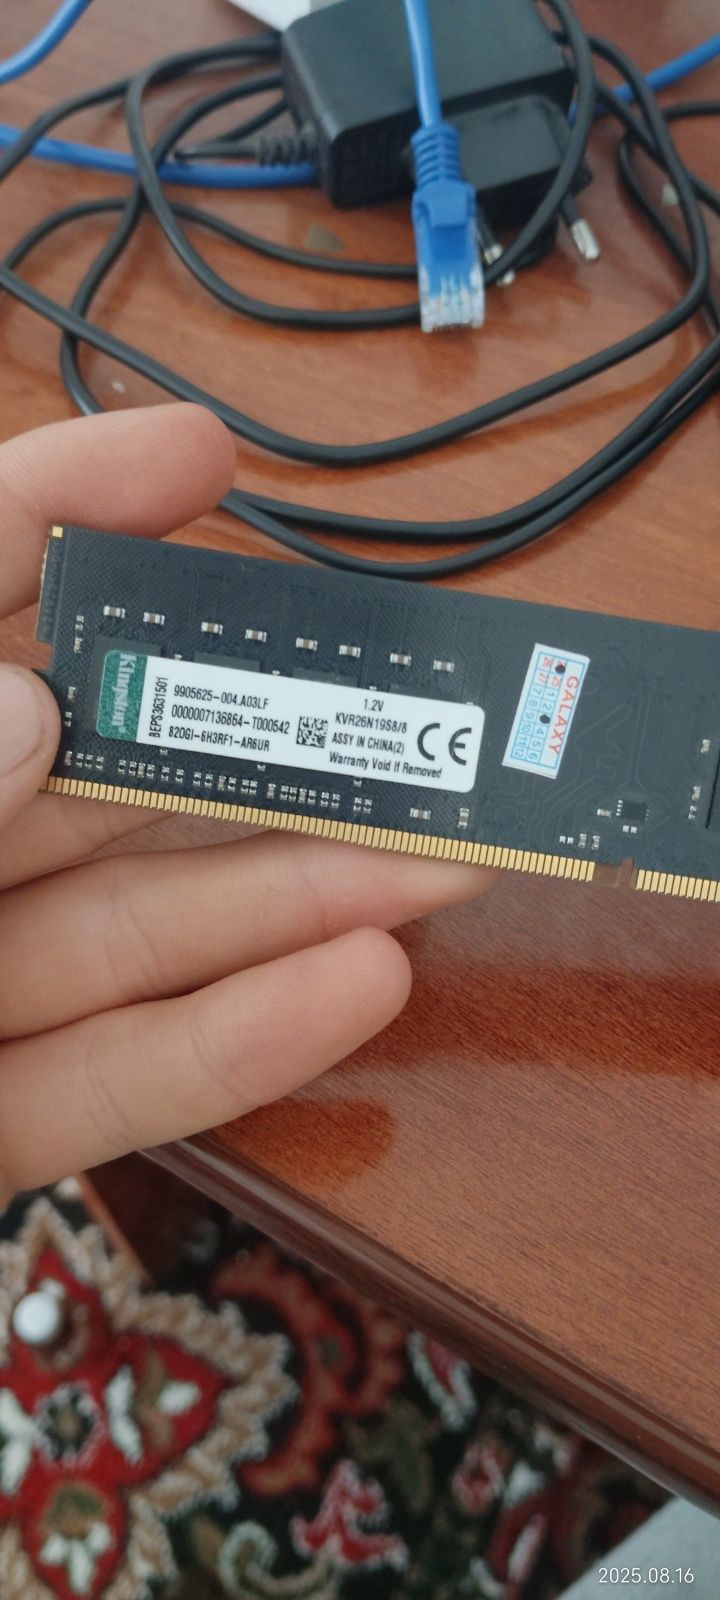 Kingston
BEPS3631501
9905625-004.A03LF
0000007136864-T000542
820GI-6H3RF1-AR6UR
1.2V
KVR26N19S8/8
ASSY IN CHINA(2)
Warranty Void If Removed
CE
GALAXY
2025.08.16